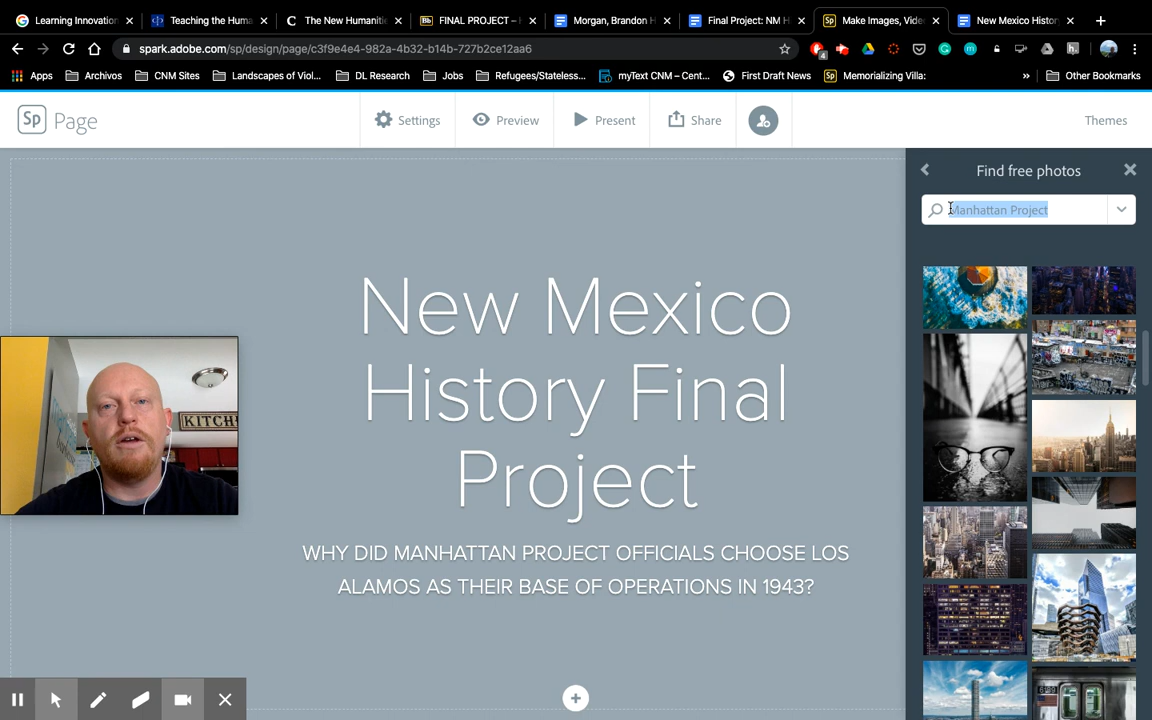 Learning Innovation
Teaching the Huma
The New Humaniti
FINAL PROJECT –
Morgan, Brandon
Final Project: NM H
Make Images, Vide
New Mexico Histor
spark.adobe.com/sp/design/page/c3f9e4e4-982a-4b32-b14b-727b2ce12aa6
Apps
Archivos
CNM Sites
Landscapes of Viol...
DL Research
Jobs
Refugees/Stateless...
myText CNM – Cent...
First Draft News
Memorializing Villa:
Other Bookmarks
Sp Page
Settings
Preview
Present
Share
Themes
Find free photos
Manhattan Project
New Mexico
History Final
Project
WHY DID MANHATTAN PROJECT OFFICIALS CHOOSE LOS
ALAMOS AS THEIR BASE OF OPERATIONS IN 1943?
KITCH